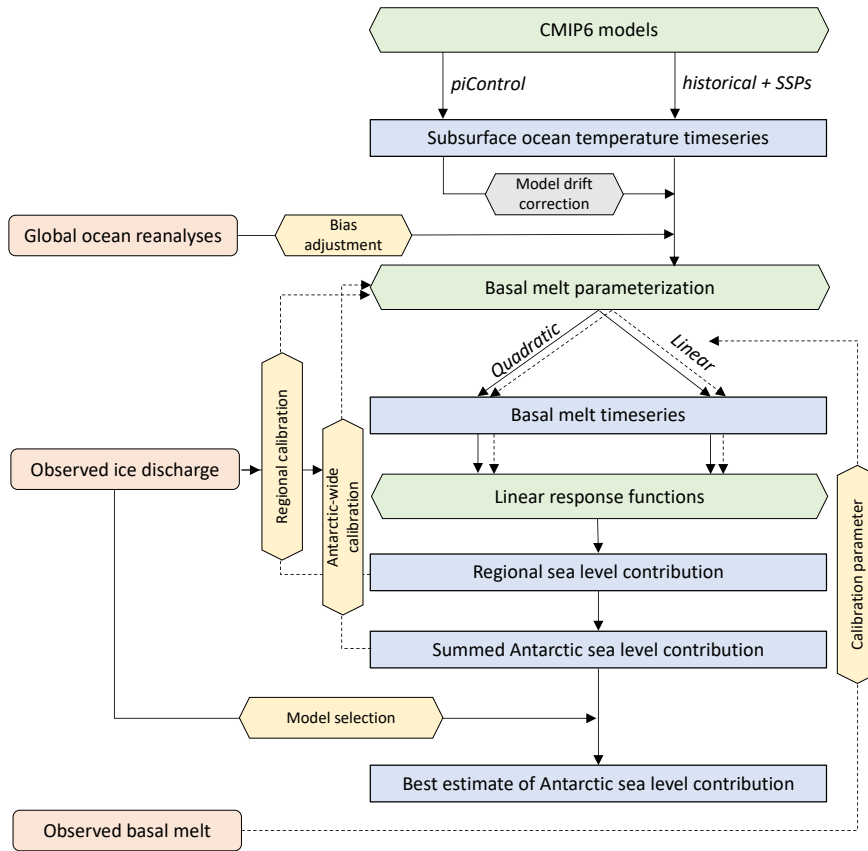 CMIP6 models
piControl
historical + SSPs
Subsurface ocean temperature timeseries
Model drift
correction
Global ocean reanalyses
Bias
adjustment
Basal melt parameterization
Quadratic
Linear
Basal melt timeseries
Observed ice discharge
Regional calibration
Antarctic-wide
calibration
Linear response functions
Calibration parameter
Regional sea level contribution
Summed Antarctic sea level contribution
Model selection
Best estimate of Antarctic sea level contribution
Observed basal melt